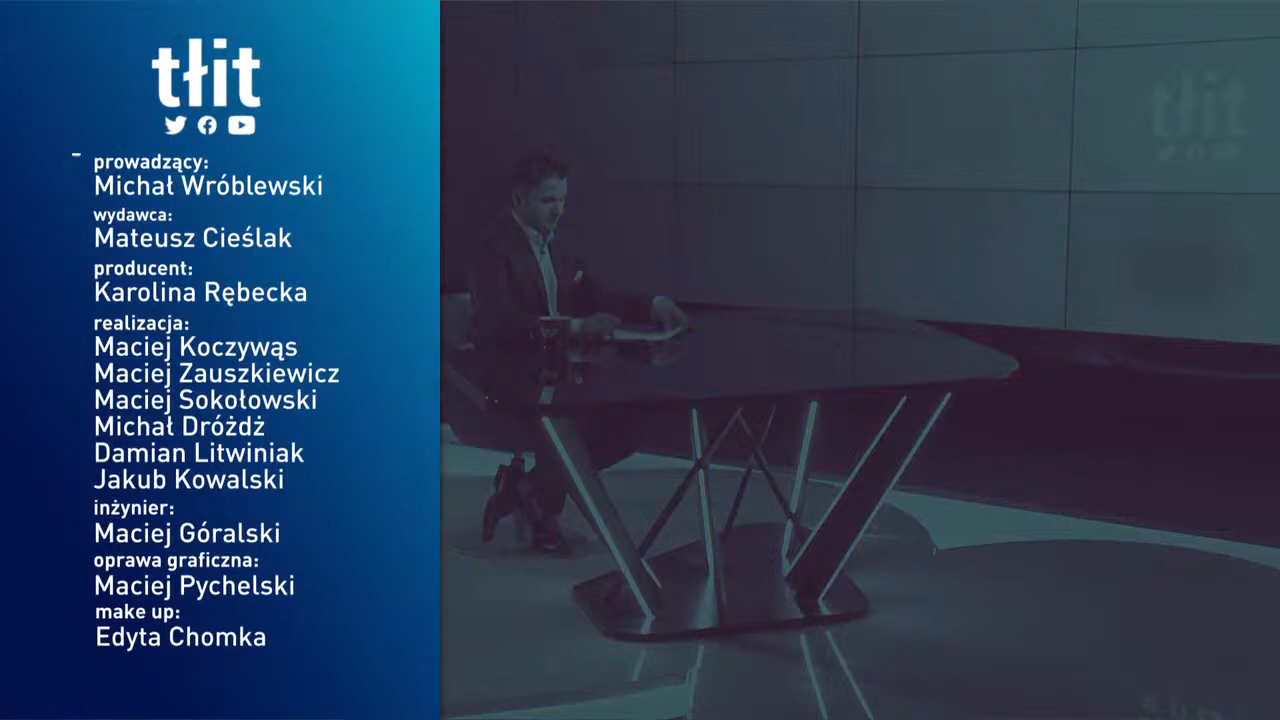 tłit
prowadzący:
Michał Wróblewski
wydawca:
Mateusz Cieślak
producent:
Karolina Rębecka
realizacja:
Maciej Koczywąs
Maciej Zauszkiewicz
Maciej Sokołowski
Michał Dróżdż
Damian Litwiniak
Jakub Kowalski
inżynier:
Maciej Góralski
oprawa graficzna:
Maciej Pychelski
make up:
Edyta Chomka
tłit